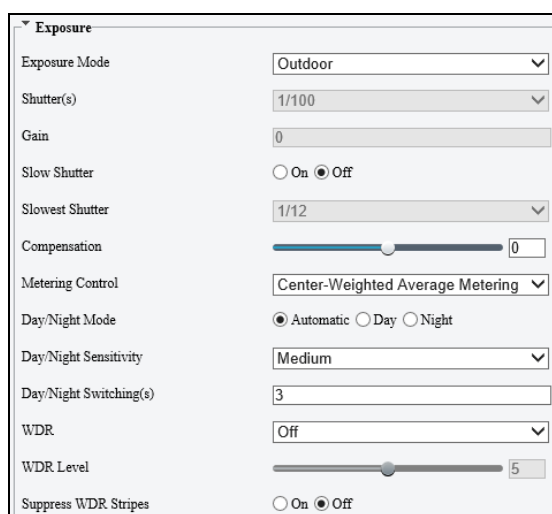 Exposure
Exposure Mode Outdoor
Shutter(s) 1/100
Gain 0
Slow Shutter On Off
Slowest Shutter 1/12
Compensation 0
Metering Control Center-Weighted Average Metering
Day/Night Mode Automatic Day Night
Day/Night Sensitivity Medium
Day/Night Switching(s) 3
WDR Off
WDR Level 5
Suppress WDR Stripes On Off